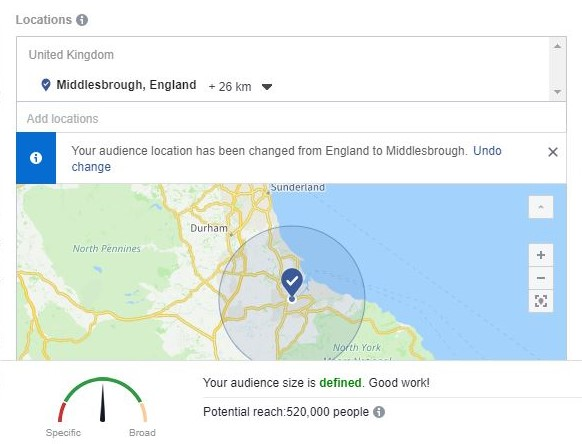 Locations
United Kingdom
Middlesbrough, England + 26 km
Add locations
Your audience location has been changed from England to Middlesbrough. Undo
change
Sunderland
Durham
North Pennines
North York
Moors National
Your audience size is defined. Good work!
Potential reach:520,000 people
Specific Broad